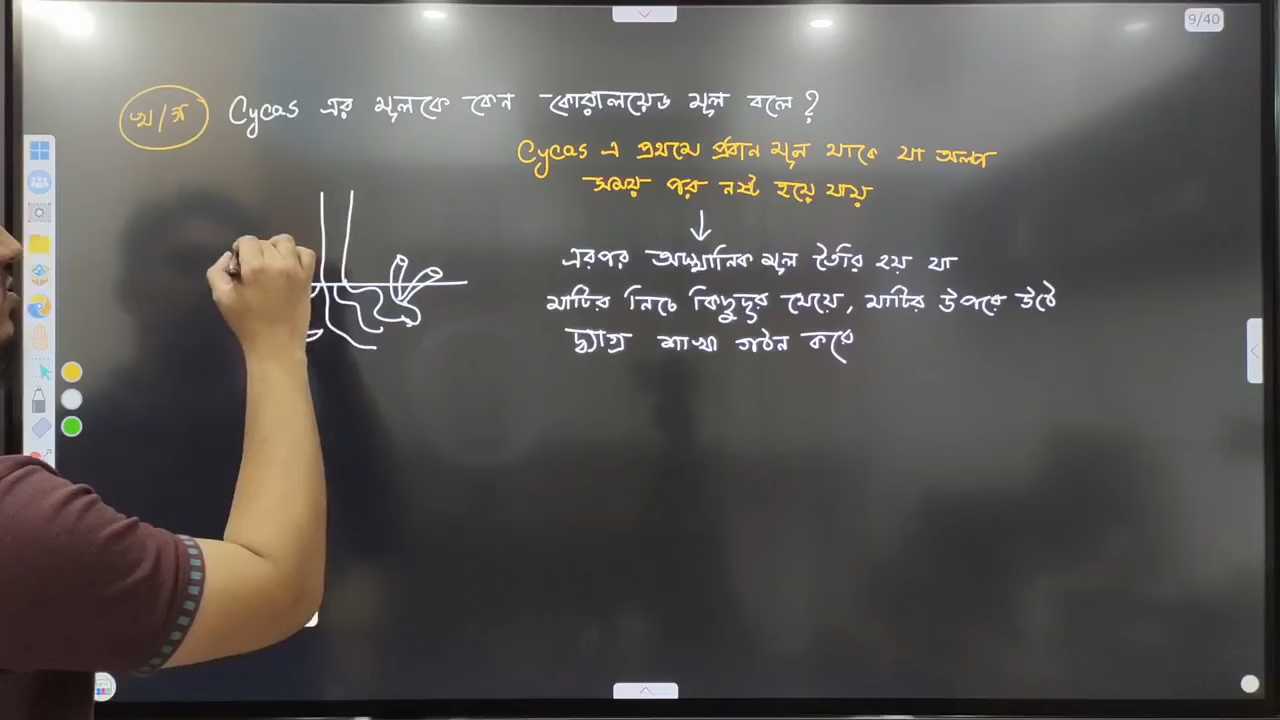 9/40
খ/গ
Cycas এর মূলকে কেন কোরালয়েড মূল বলে?
Cycas এ প্রথমে প্রধান মূল থাকে যা অল্প
সময় পর নষ্ট হয়ে যায়
এরপর অস্থানিক মূল তৈরি হয় যা
মাটির নিচে কিছুদুর যেয়ে, মাটির উপরে উঠে
দ্ব্যাগ্র শাখা গঠন করে